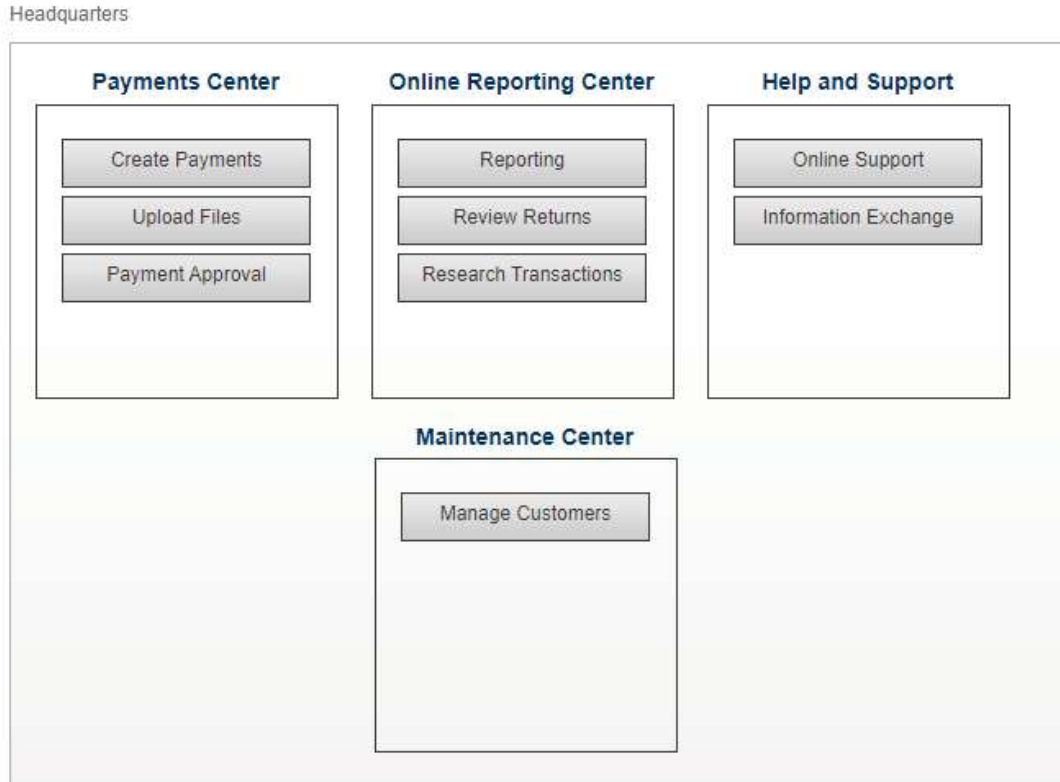 Headquarters
Payments Center
Create Payments
Upload Files
Payment Approval
Online Reporting Center
Reporting
Review Returns
Research Transactions
Help and Support
Online Support
Information Exchange
Maintenance Center
Manage Customers